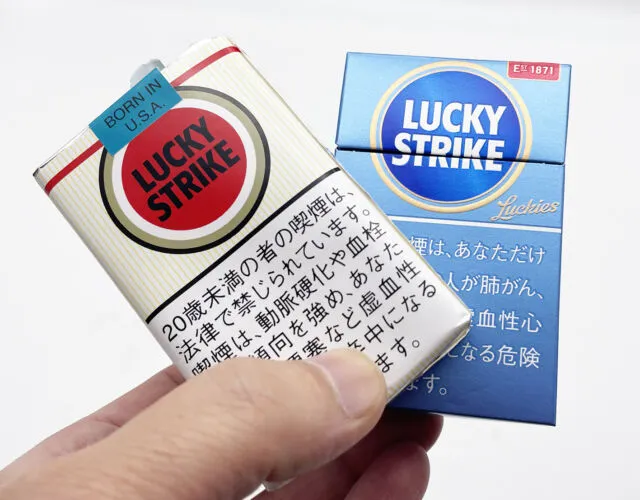 BORN IN
U.S.A.
LUCKY
STRIKE
20歳未満の者の喫煙は、
法律で禁じられています。
喫煙は、動脈硬化や血栓
傾向を強め、あなた
塞など虚血性
中になる
ます。
EST 1871
LUCKY
STRIKE
Luckies
煙は、あなただけ
人が肺がん、
虚血性心
になる危険
ます。